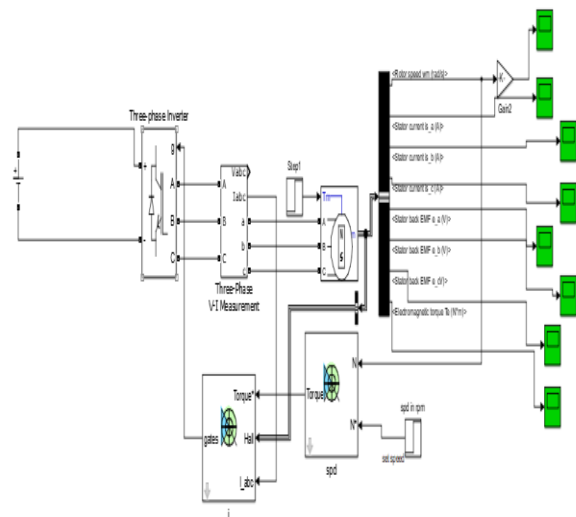 Three-phase Inverter
g
+
A
B
C
-
Vabc
Iabc
A
B
C
a
b
c
Three-Phase
V-I Measurement
Step1
Tm
A
B
C
m
N
S
<Rotor speed wm (rad/s)>
<Stator current is_a (A)>
<Stator current is_b (A)>
<Stator current is_c (A)>
<Stator back EMF e_a (V)>
<Stator back EMF e_b (V)>
<Stator back EMF e_c (V)>
<Electromagnetic torque Te (N*m)>
K
Gain2
Torque*
gates
Hall
I_abc
i
Torque
N
N*
spd
spd in rpm
set speed